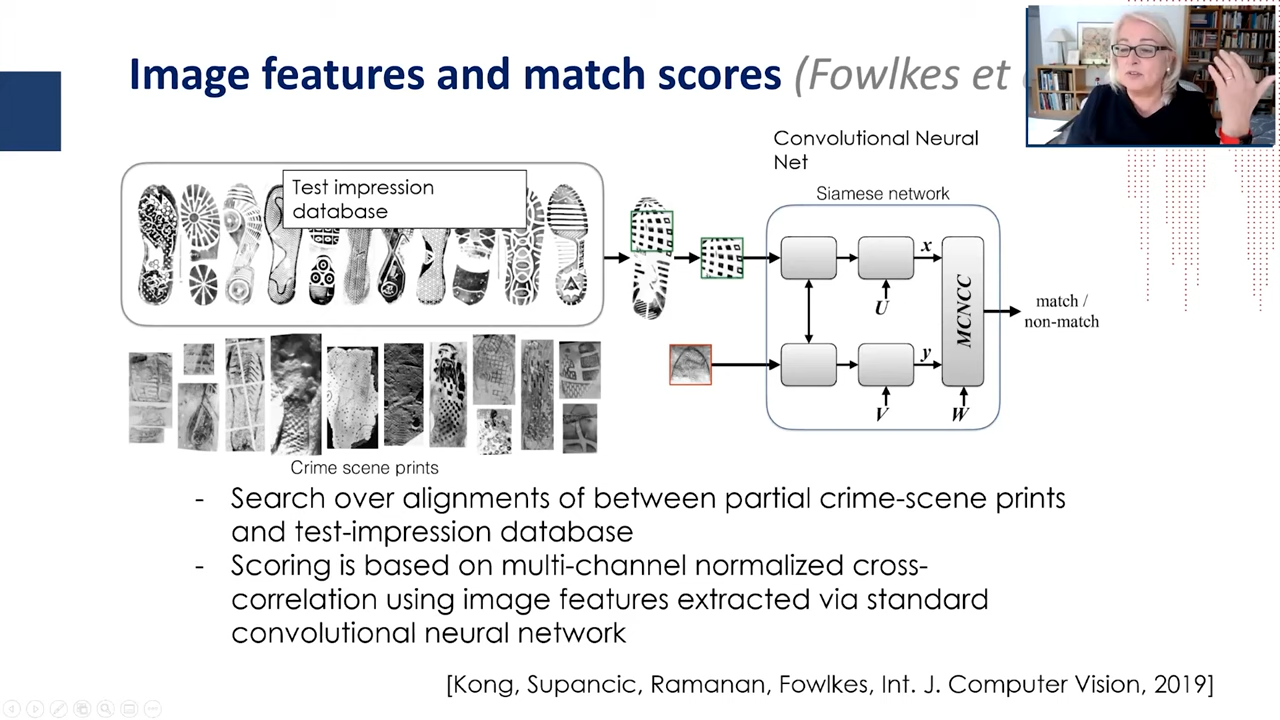 Image features and match scores (Fowlkes et
Convolutional Neural
Net
Test impression
database
Siamese network
x
U
MCNCC
match /
non-match
y
V
W
Crime scene prints
- Search over alignments of between partial crime-scene prints
and test-impression database
- Scoring is based on multi-channel normalized cross-
correlation using image features extracted via standard
convolutional neural network
[Kong, Supancic, Ramanan, Fowlkes, Int. J. Computer Vision, 2019]